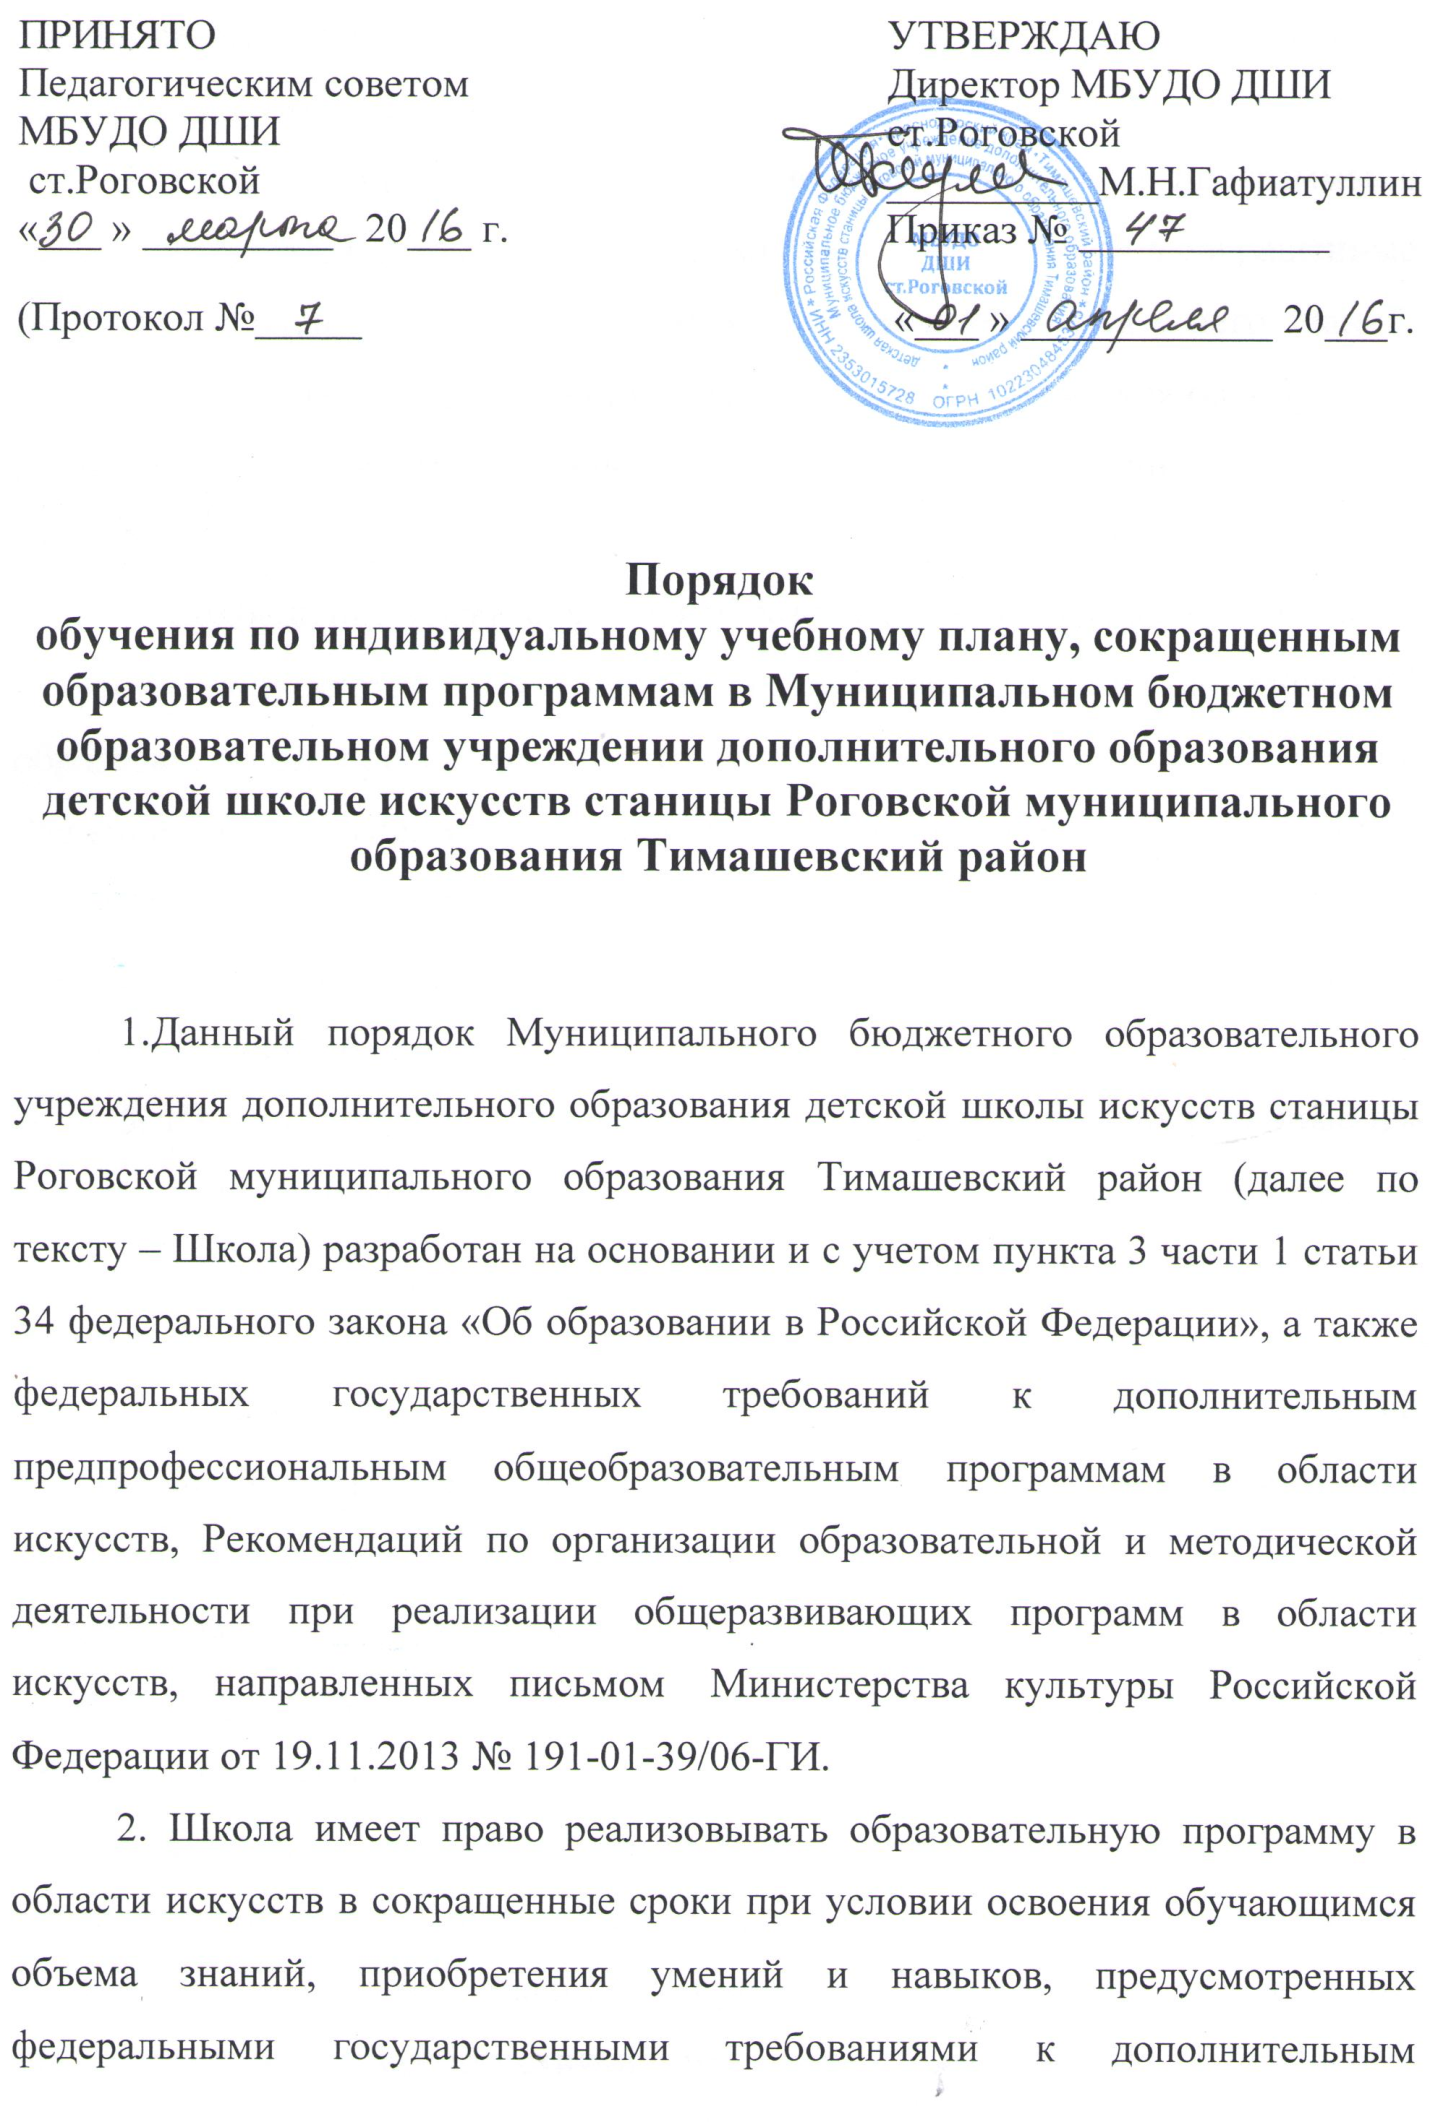 ПРИНЯТО
Педагогическим советом
МБУДО ДШИ
ст.Роговской
«30 » марта 2016 г.
(Протокол № 7
УТВЕРЖДАЮ
Директор МБУДО ДШИ
ст.Роговской
М.Н.Гафиатуллин
Приказ № 47
« 01 » апреля 2016г.
МБУДО
ДШИ
ст.Роговской
ИНН 2353015728 ОГРН
Порядок
обучения по индивидуальному учебному плану, сокращенным
образовательным программам в Муниципальном бюджетном
образовательном учреждении дополнительного образования
детской школе искусств станицы Роговской муниципального
образования Тимашевский район
1.Данный порядок Муниципального бюджетного образовательного
учреждения дополнительного образования детской школы искусств станицы
Роговской муниципального образования Тимашевский район (далее по
тексту – Школа) разработан на основании и с учетом пункта 3 части 1 статьи
34 федерального закона «Об образовании в Российской Федерации», а также
федеральных государственных требований к дополнительным
предпрофессиональным общеобразовательным программам в области
искусств, Рекомендаций по организации образовательной и методической
деятельности при реализации общеразвивающих программ в области
искусств, направленных письмом Министерства культуры Российской
Федерации от 19.11.2013 № 191-01-39/06-ГИ.
2. Школа имеет право реализовывать образовательную программу в
области искусств в сокращенные сроки при условии освоения обучающимся
объема знаний, приобретения умений и навыков, предусмотренных
федеральными государственными требованиями к дополнительным